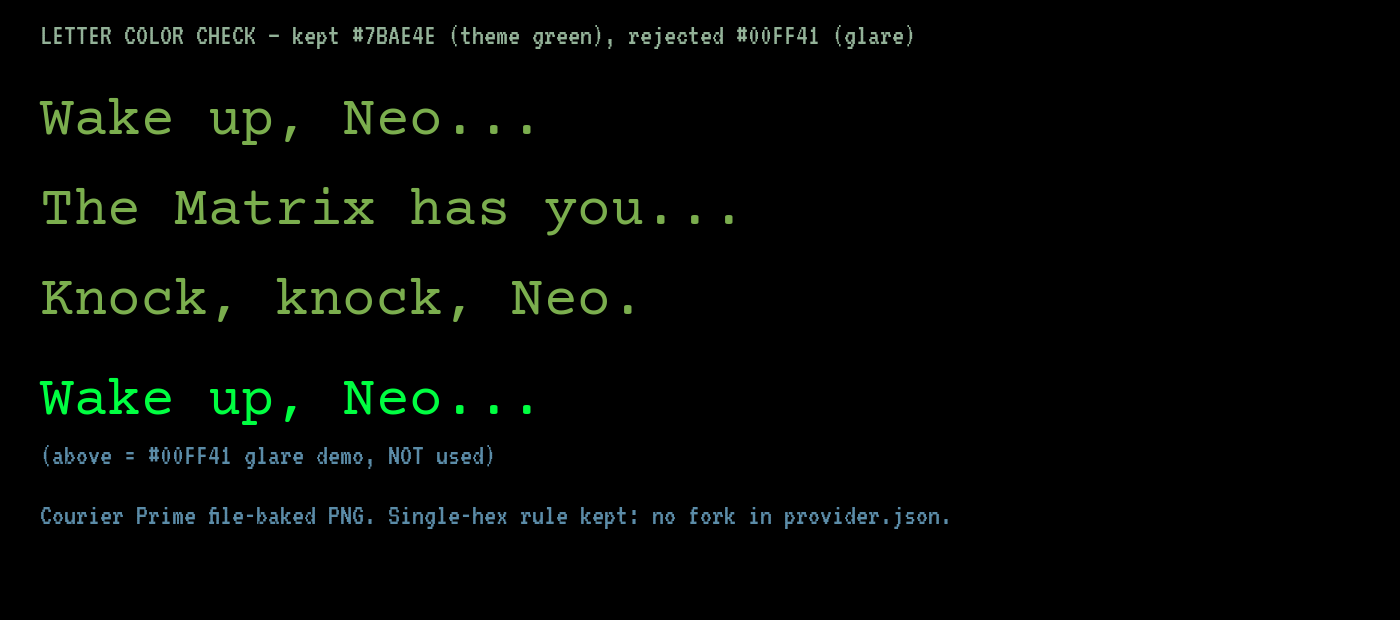 LETTER COLOR CHECK — kept #7BAE4E (theme green), rejected #00FF41 (glare)
Wake up, Neo...
The Matrix has you...
Knock, knock, Neo.
Wake up, Neo...
(above = #00FF41 glare demo, NOT used)
Courier Prime file-baked PNG. Single-hex rule kept: no fork in provider.json.